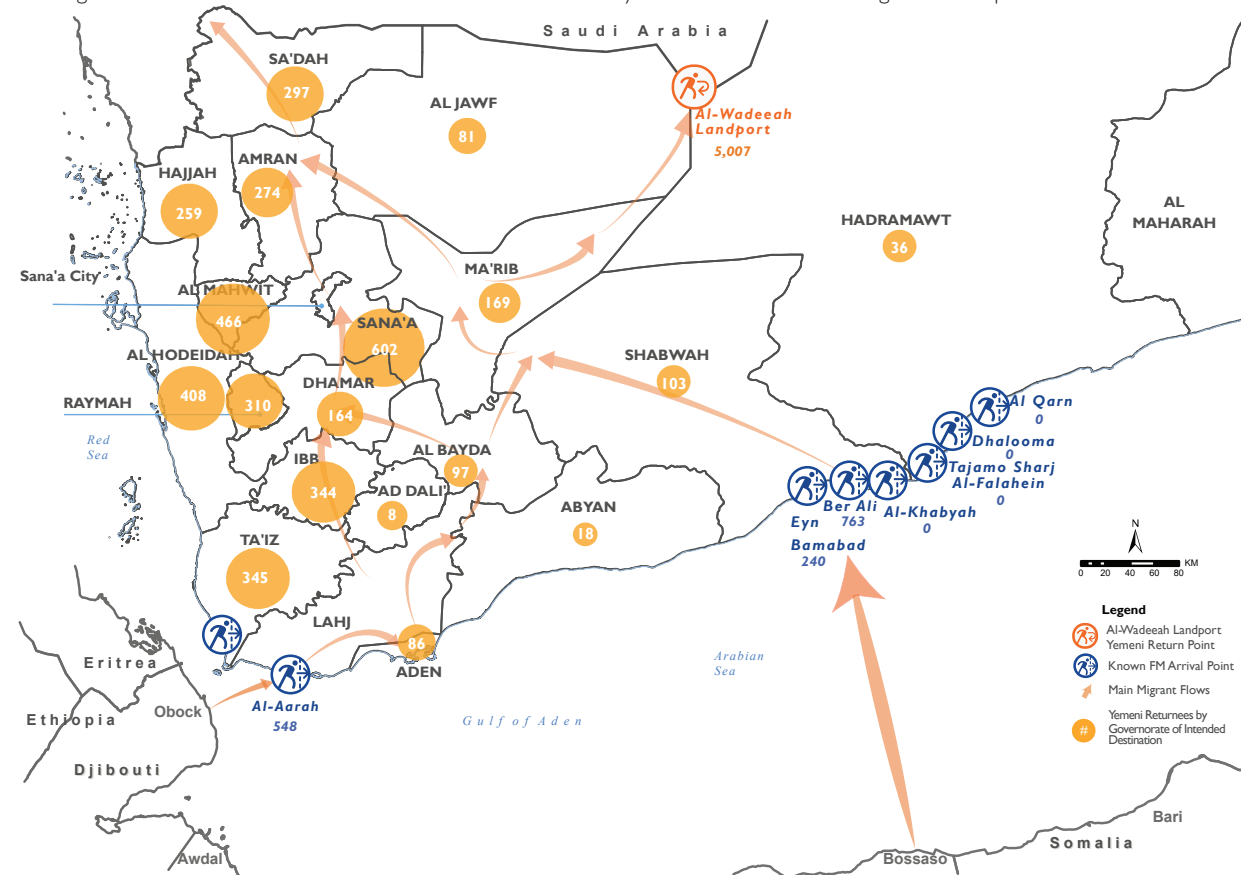 Saudi Arabia
SA'DAH
297
AL JAWF
81
Al-Wadeeah
Landport
5,007
HAJJAH
259
AMRAN
274
HADRAMAWT
36
AL
MAHARAH
Sana'a City
AL MAHWIT
466
MA'RIB
169
SANA'A
602
SHABWAH
103
AL HODEIDAH
408
RAYMAH
310
DHAMAR
164
Red
Sea
IBB
344
AL BAYDA
97
AD DALI'
8
ABYAN
18
Al Qarn
0
Dhalooma
0
Tajamo Sharj
Al-Falahein
0
Al-Khabyah
0
Ber Ali
763
Eyn
Bamabad
240
TA'IZ
345
LAHJ
86
ADEN
Al-Aarah
548
Eritrea
Ethiopia
Obock
Djibouti
Awdal
Gulf of Aden
Arabian
Sea
Bossaso
Somalia
Bari
N
0 20 40 60 80 KM
Legend
Al-Wadeeah Landport
Yemeni Return Point
Known FM Arrival Point
Main Migrant Flows
#
Yemeni Returnees by
Governorate of Intended
Destination